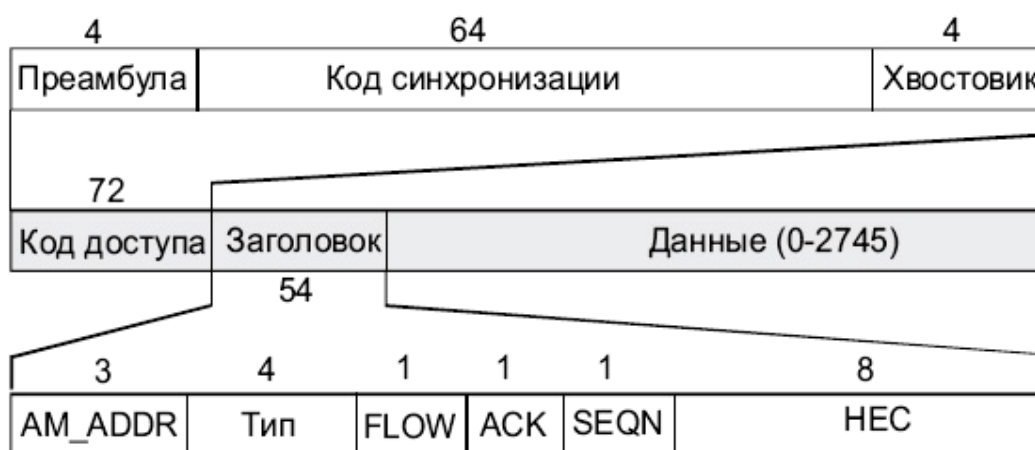 4 64 4
Преамбула Код синхронизации Хвостовик
72
Код доступа Заголовок Данные (0-2745)
54
3 4 1 1 1 8
AM_ADDR Тип FLOW ACK SEQN HEC